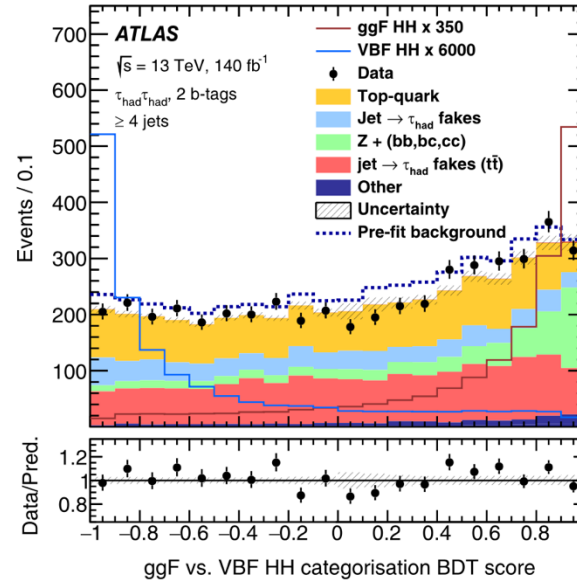 ATLAS
√s = 13 TeV, 140 fb⁻¹
τhadτhad, 2 b-tags
≥ 4 jets
ggF HH x 350
VBF HH x 6000
Data
Top-quark
Jet → τhad fakes
Z + (bb,bc,cc)
jet → τhad fakes (tt̄)
Other
Uncertainty
Pre-fit background
Events / 0.1
700
600
500
400
300
200
100
Data/Pred.
1.2
1
0.8
−1 −0.8 −0.6 −0.4 −0.2 0 0.2 0.4 0.6 0.8 1
ggF vs. VBF HH categorisation BDT score